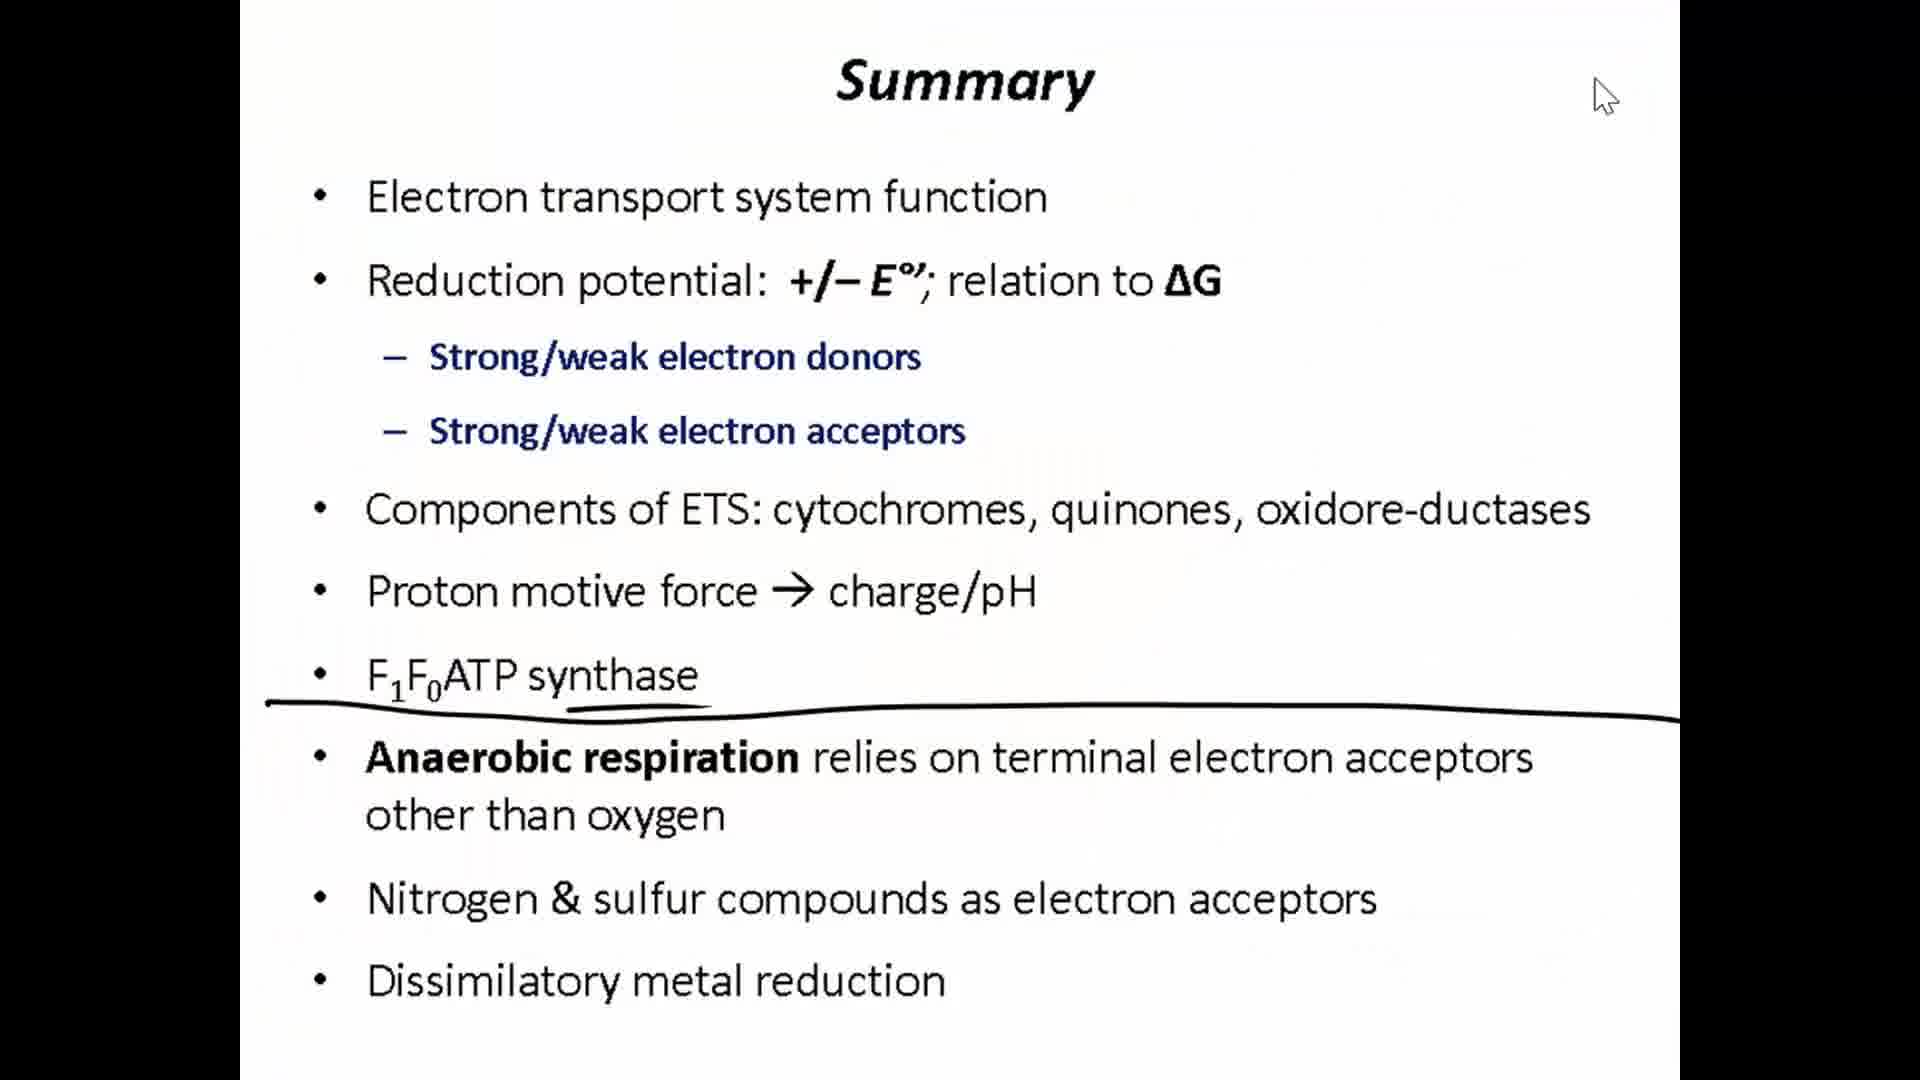 Summary
• Electron transport system function
• Reduction potential: +/– E°′; relation to ΔG
– Strong/weak electron donors
– Strong/weak electron acceptors
• Components of ETS: cytochromes, quinones, oxidore-ductases
• Proton motive force → charge/pH
• F₁F₀ATP synthase
• Anaerobic respiration relies on terminal electron acceptors
other than oxygen
• Nitrogen & sulfur compounds as electron acceptors
• Dissimilatory metal reduction